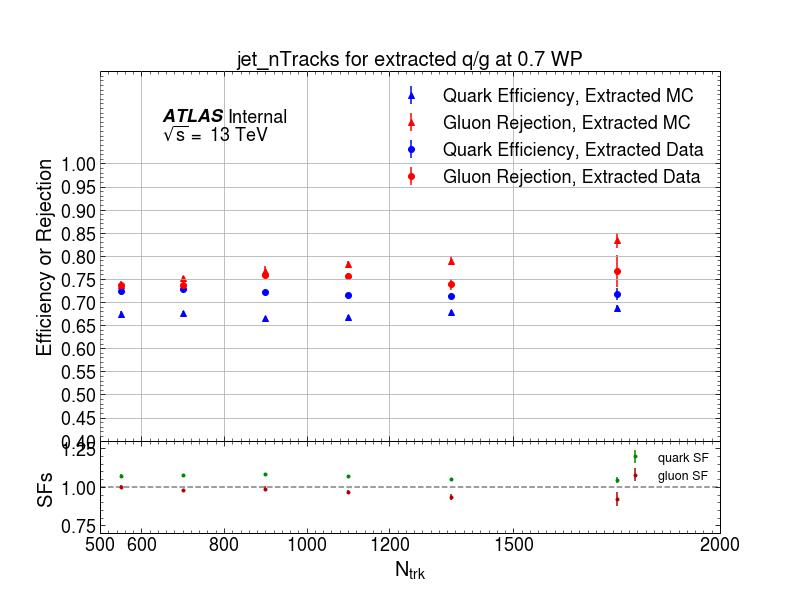 jet_nTracks for extracted q/g at 0.7 WP
ATLAS Internal
√s = 13 TeV
Quark Efficiency, Extracted MC
Gluon Rejection, Extracted MC
Quark Efficiency, Extracted Data
Gluon Rejection, Extracted Data
Efficiency or Rejection
1.00
0.95
0.90
0.85
0.80
0.75
0.70
0.65
0.60
0.55
0.50
0.45
0.40
SFs
1.25
1.00
0.75
quark SF
gluon SF
500 600 800 1000 1200 1500 2000
N_trk